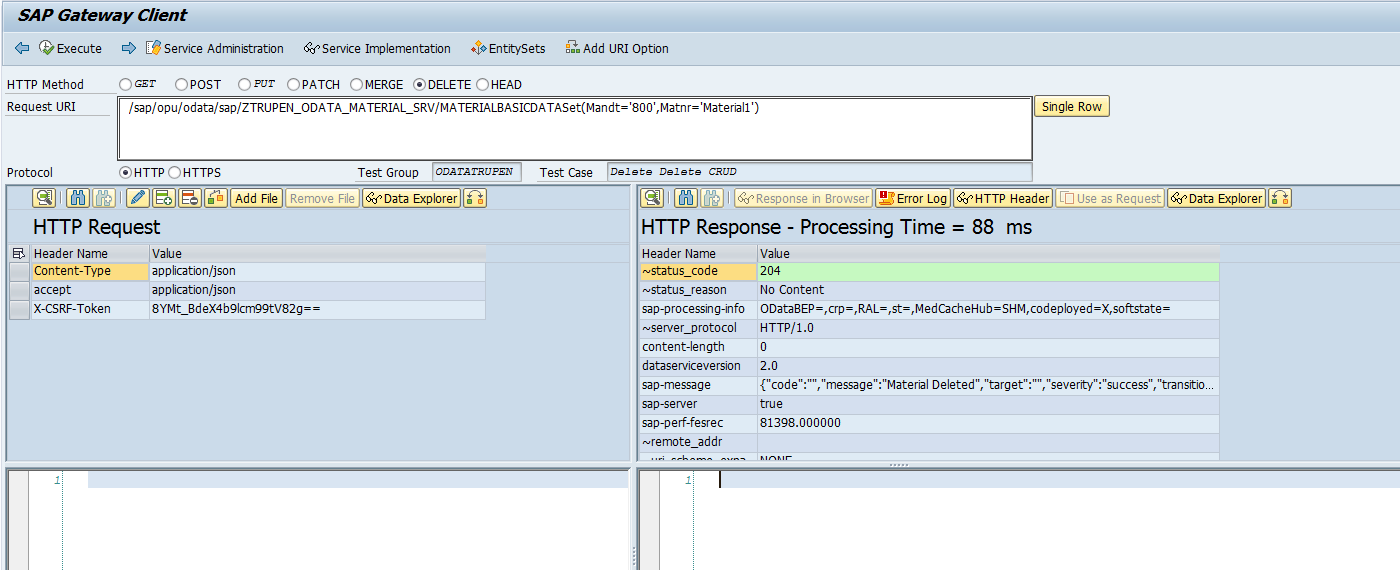 SAP Gateway Client
Execute Service Administration Service Implementation EntitySets Add URI Option
HTTP Method GET POST PUT PATCH MERGE DELETE HEAD
Request URI /sap/opu/odata/sap/ZTRUPEN_ODATA_MATERIAL_SRV/MATERIALBASICDATASet(Mandt='800',Matnr='Material1') Single Row
Protocol HTTP HTTPS Test Group ODATATRUPEN Test Case Delete Delete CRUD
Add File Remove File Data Explorer
HTTP Request
Header Name Value
Content-Type application/json
accept application/json
X-CSRF-Token 8YMt_BdeX4b9lcm99tV82g==
1
Response in Browser Error Log HTTP Header Use as Request Data Explorer
HTTP Response - Processing Time = 88 ms
Header Name Value
~status_code 204
~status_reason No Content
sap-processing-info ODataBEP=,crp=,RAL=,st=,MedCacheHub=SHM,codeployed=X,softstate=
~server_protocol HTTP/1.0
content-length 0
dataserviceversion 2.0
sap-message {"code":"","message":"Material Deleted","target":"","severity":"success","transitio...
sap-server true
sap-perf-fesrec 81398.000000
~remote_addr
~uri_scheme_expa NONE
1